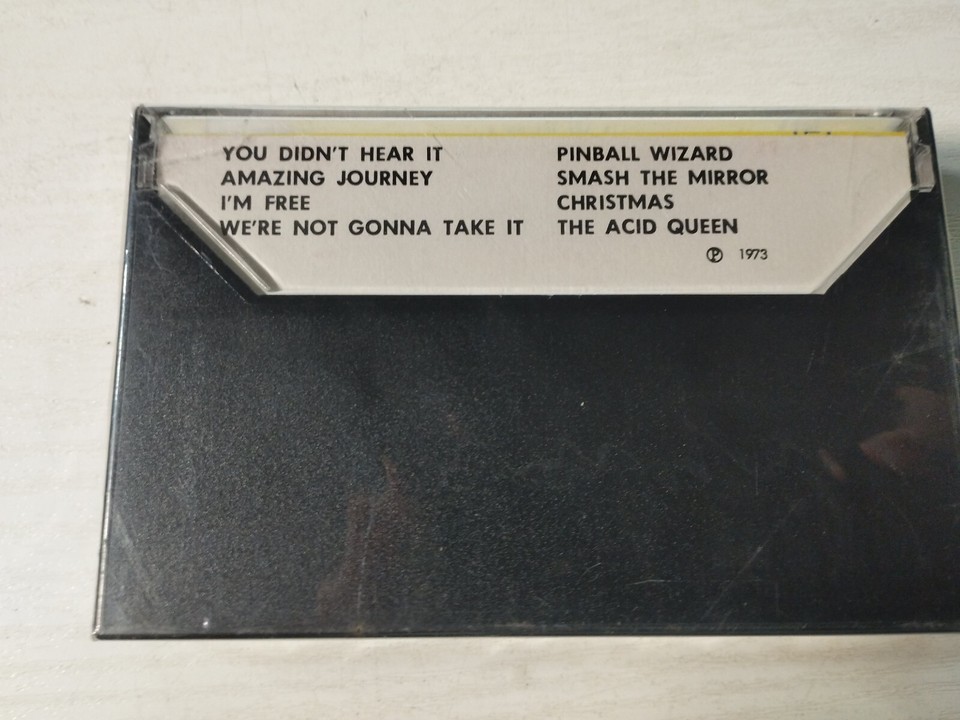 YOU DIDN'T HEAR IT
AMAZING JOURNEY
I'M FREE
WE'RE NOT GONNA TAKE IT
PINBALL WIZARD
SMASH THE MIRROR
CHRISTMAS
THE ACID QUEEN
℗ 1973